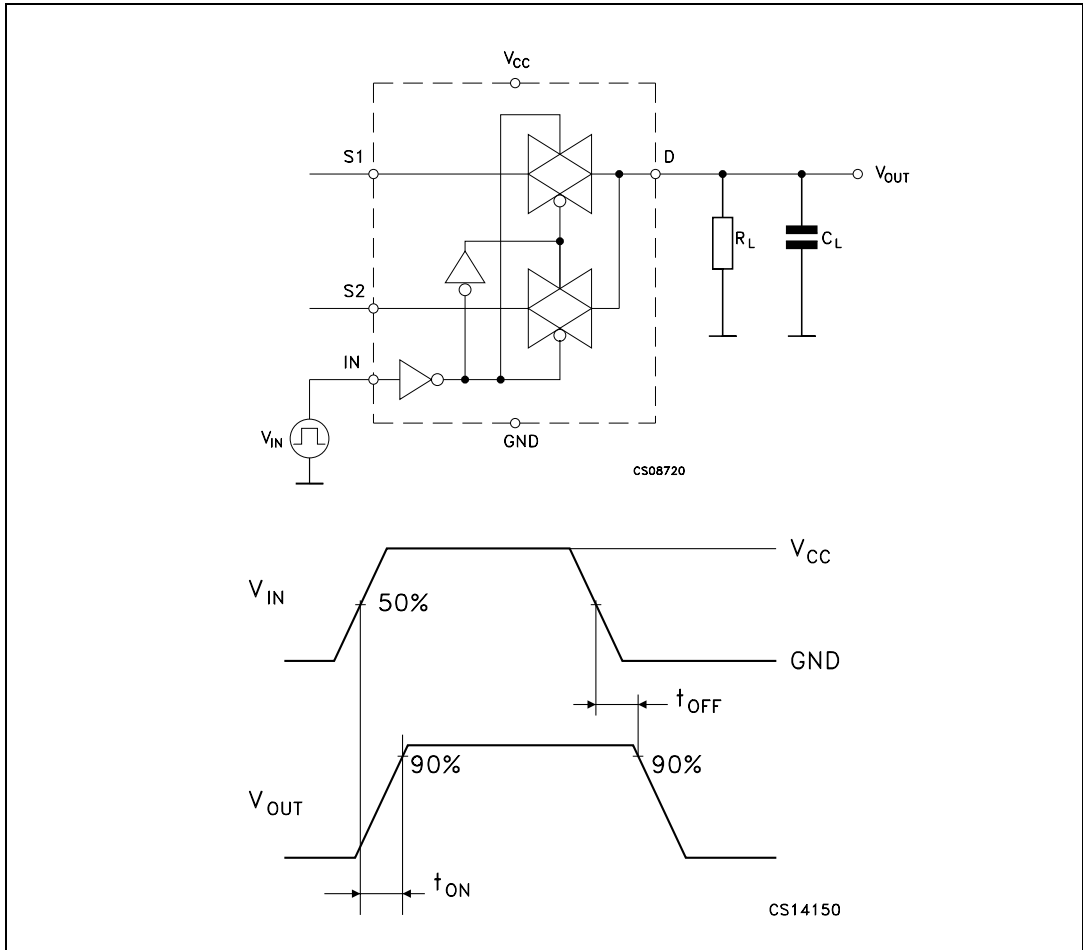 VCC
S1
D
VOUT
RL
CL
S2
IN
VIN
GND
CS08720
VCC
VIN
50%
GND
tOFF
90%
90%
VOUT
tON
CS14150